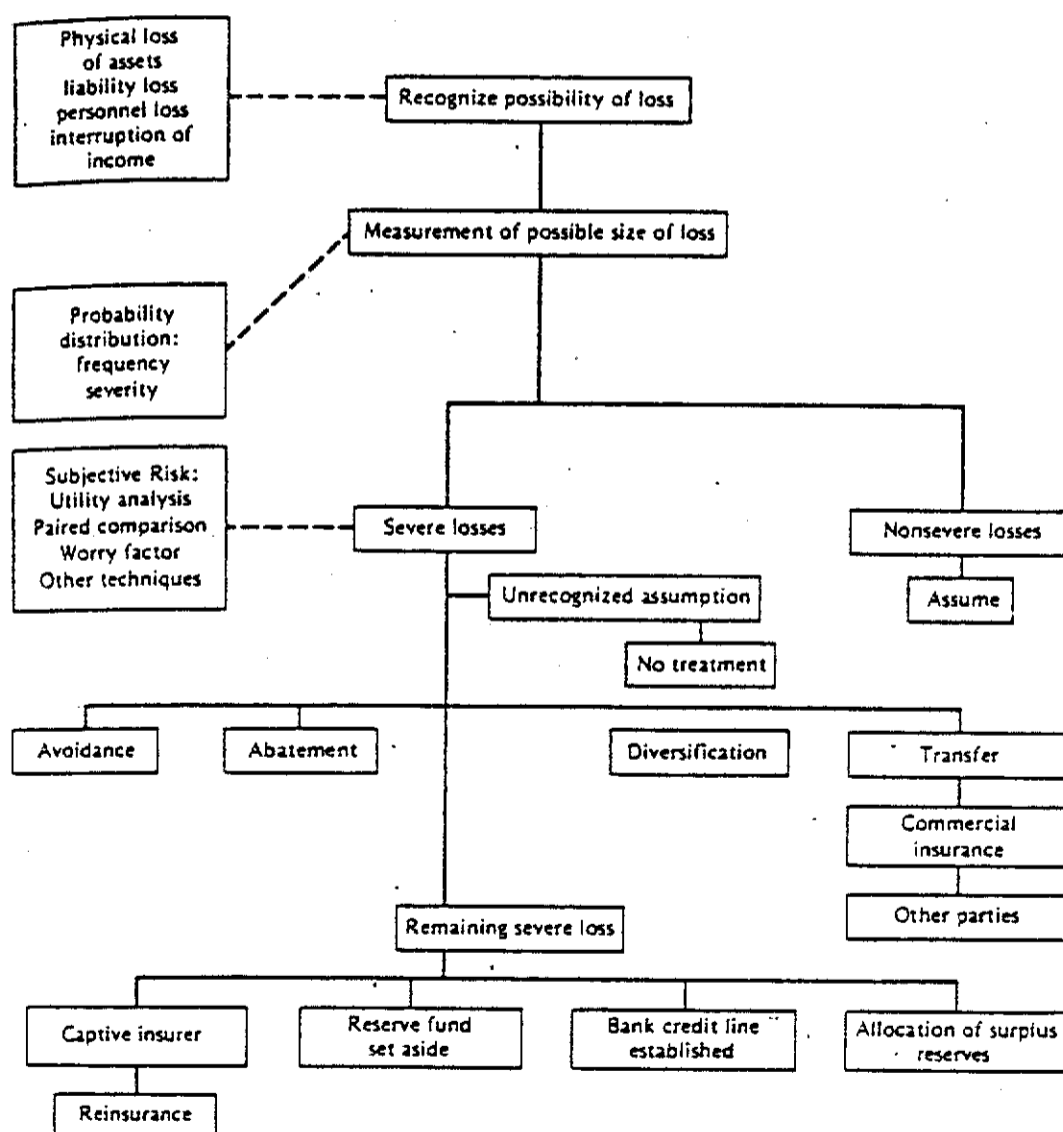 Physical loss
of assets
liability loss
personnel loss
interruption of
income
Recognize possibility of loss
Measurement of possible size of loss
Probability
distribution:
frequency
severity
Subjective Risk:
Utility analysis
Paired comparison
Worry factor
Other techniques
Severe losses
Nonsevere losses
Unrecognized assumption
Assume
No treatment
Avoidance
Abatement
Diversification
Transfer
Commercial
insurance
Other parties
Remaining severe loss
Captive insurer
Reserve fund
set aside
Bank credit line
established
Allocation of surplus
reserves
Reinsurance